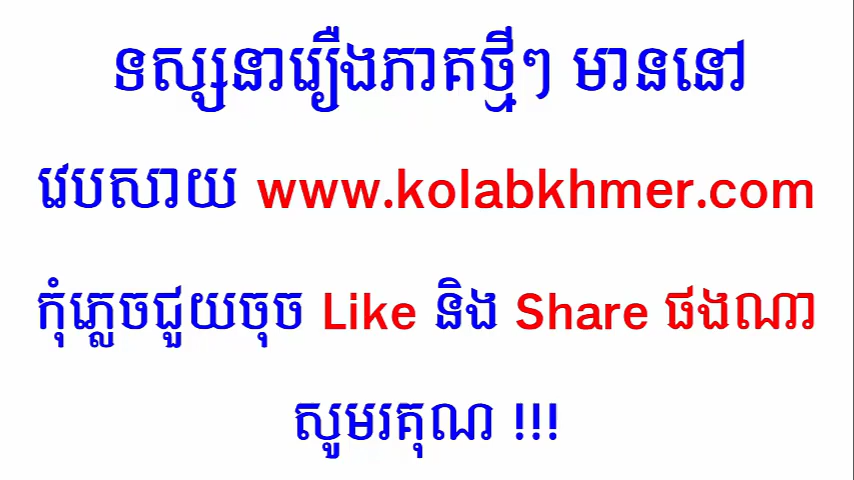 ទស្សនារឿងភាគថ្មីៗ មាននៅ
វេបសាយ www.kolabkhmer.com
កុំភ្លេចជួយចុច Like និង Share ផងណា
សូមរគុណ !!!